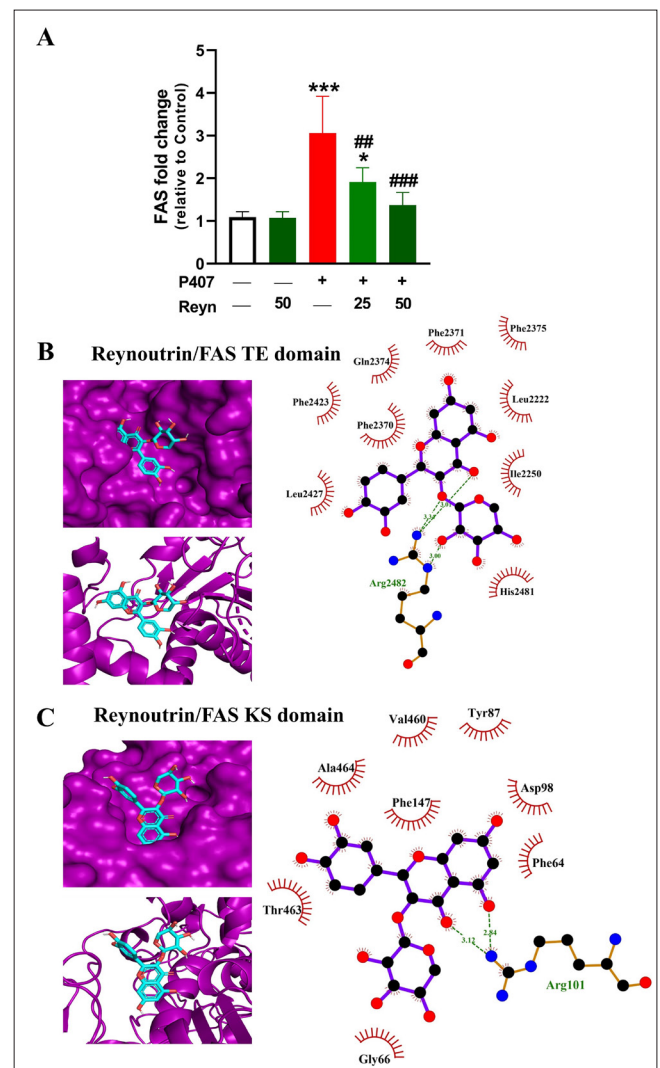 A
FAS fold change
(relative to Control)
5
4
3
2
1
0
***
##
*
###
P407 — — + + +
Reyn — 50 — 25 50
B Reynoutrin/FAS TE domain
Phe2371
Phe2375
Gln2374
Phe2423
Leu2222
Phe2370
Ile2250
Leu2427
3.00
Arg2482
His2481
C Reynoutrin/FAS KS domain
Val460
Tyr87
Ala464
Asp98
Phe147
Phe64
Thr463
2.84
3.12
Arg101
Gly66